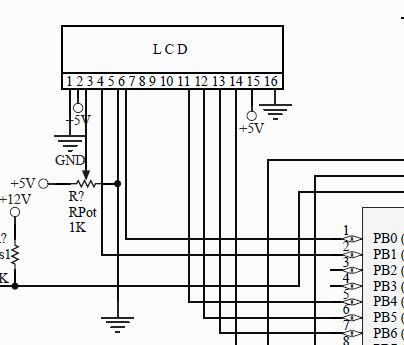 LCD
1 2 3 4 5 6 7 8 9 10 11 12 13 14 15 16
+5V
+5V
GND
+5V
+12V
R?
RPot
1K
?
s1
K
1 PB0 (
2 PB1 (
3 PB2 (
4 PB3 (
5 PB4 (
6 PB5 (
7 PB6 (
8